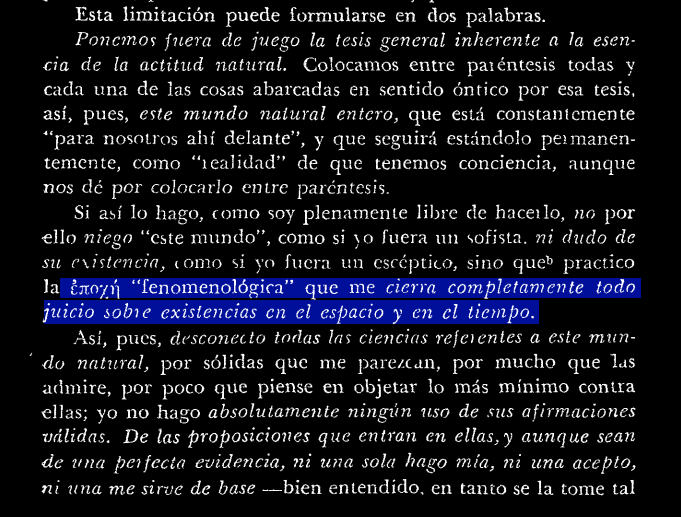 Esta limitación puede formularse en dos palabras.
Ponemos fuera de juego la tesis general inherente a la esen-
cia de la actitud natural. Colocamos entre paréntesis todas y
cada una de las cosas abarcadas en sentido óntico por esa tesis,
así, pues, este mundo natural entero, que está constantemente
"para nosotros ahí delante", y que seguirá estándolo permanen-
temente, como "realidad" de que tenemos conciencia, aunque
nos dé por colocarlo entre paréntesis.
Si así lo hago, como soy plenamente libre de hacerlo, no por
ello niego "este mundo", como si yo fuera un sofista. ni dudo de
su existencia, como si yo fuera un escéptico, sino que b practico
la ἐποχή "fenomenológica" que me cierra completamente todo
juicio sobre existencias en el espacio y en el tiempo.
Así, pues, desconecto todas las ciencias referentes a este mun-
do natural, por sólidas que me parezcan, por mucho que las
admire, por poco que piense en objetar lo más mínimo contra
ellas; yo no hago absolutamente ningún uso de sus afirmaciones
válidas. De las proposiciones que entran en ellas, y aunque sean
de una perfecta evidencia, ni una sola hago mía, ni una acepto,
ni una me sirve de base —bien entendido, en tanto se la tome tal